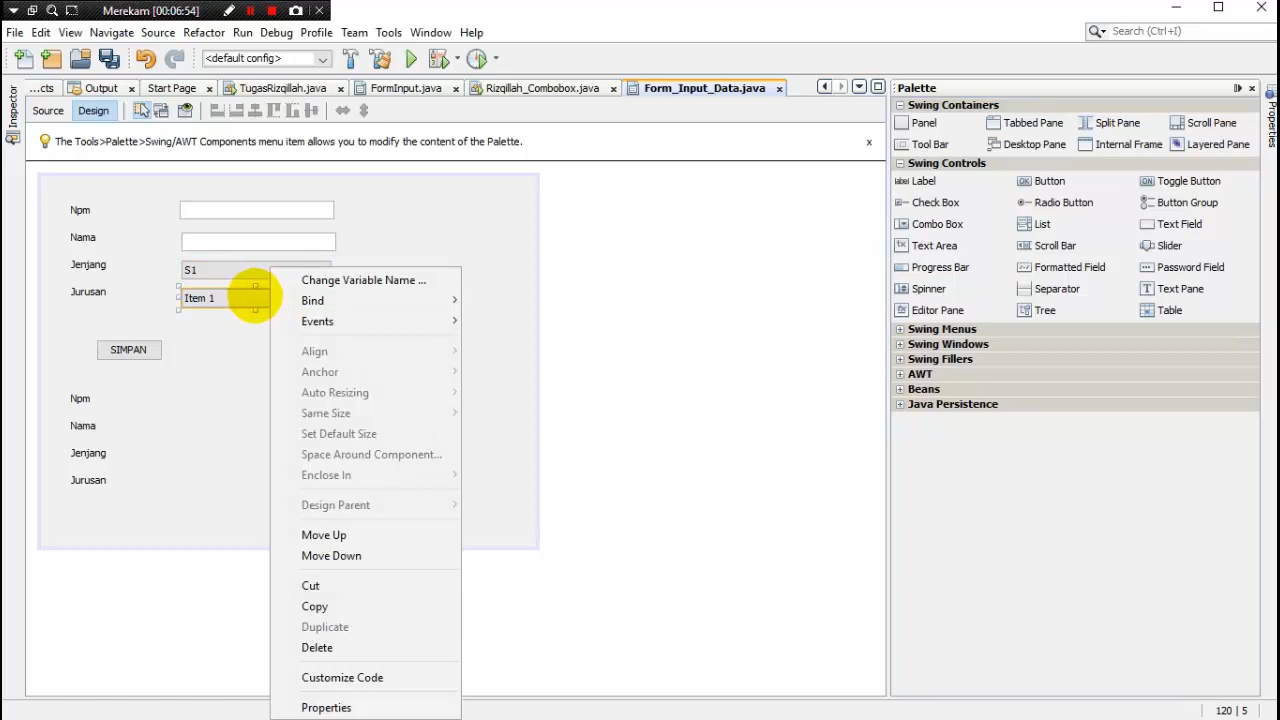 Merekam [00:06:54]
File Edit View Navigate Source Refactor Run Debug Profile Team Tools Window Help
Search (Ctrl+I)
<default config>
...cts Output x Start Page x TugasRizqillah.java x FormInput.java x Rizqillah_Combobox.java x Form_Input_Data.java x
Source Design
The Tools>Palette>Swing/AWT Components menu item allows you to modify the content of the Palette. x
Inspector
Npm
Nama
Jenjang S1
Jurusan Item 1
SIMPAN
Npm
Nama
Jenjang
Jurusan
Change Variable Name ...
Bind
Events
Align
Anchor
Auto Resizing
Same Size
Set Default Size
Space Around Component...
Enclose In
Design Parent
Move Up
Move Down
Cut
Copy
Duplicate
Delete
Customize Code
Properties
Palette
Swing Containers
Panel Tabbed Pane Split Pane Scroll Pane
Tool Bar Desktop Pane Internal Frame Layered Pane
Swing Controls
label Label OK Button ON Toggle Button
Check Box Radio Button Button Group
Combo Box List Text Field
Text Area Scroll Bar Slider
Progress Bar Formatted Field Password Field
Spinner Separator Text Pane
Editor Pane Tree Table
Swing Menus
Swing Windows
Swing Fillers
AWT
Beans
Java Persistence
Properties
120 | 5